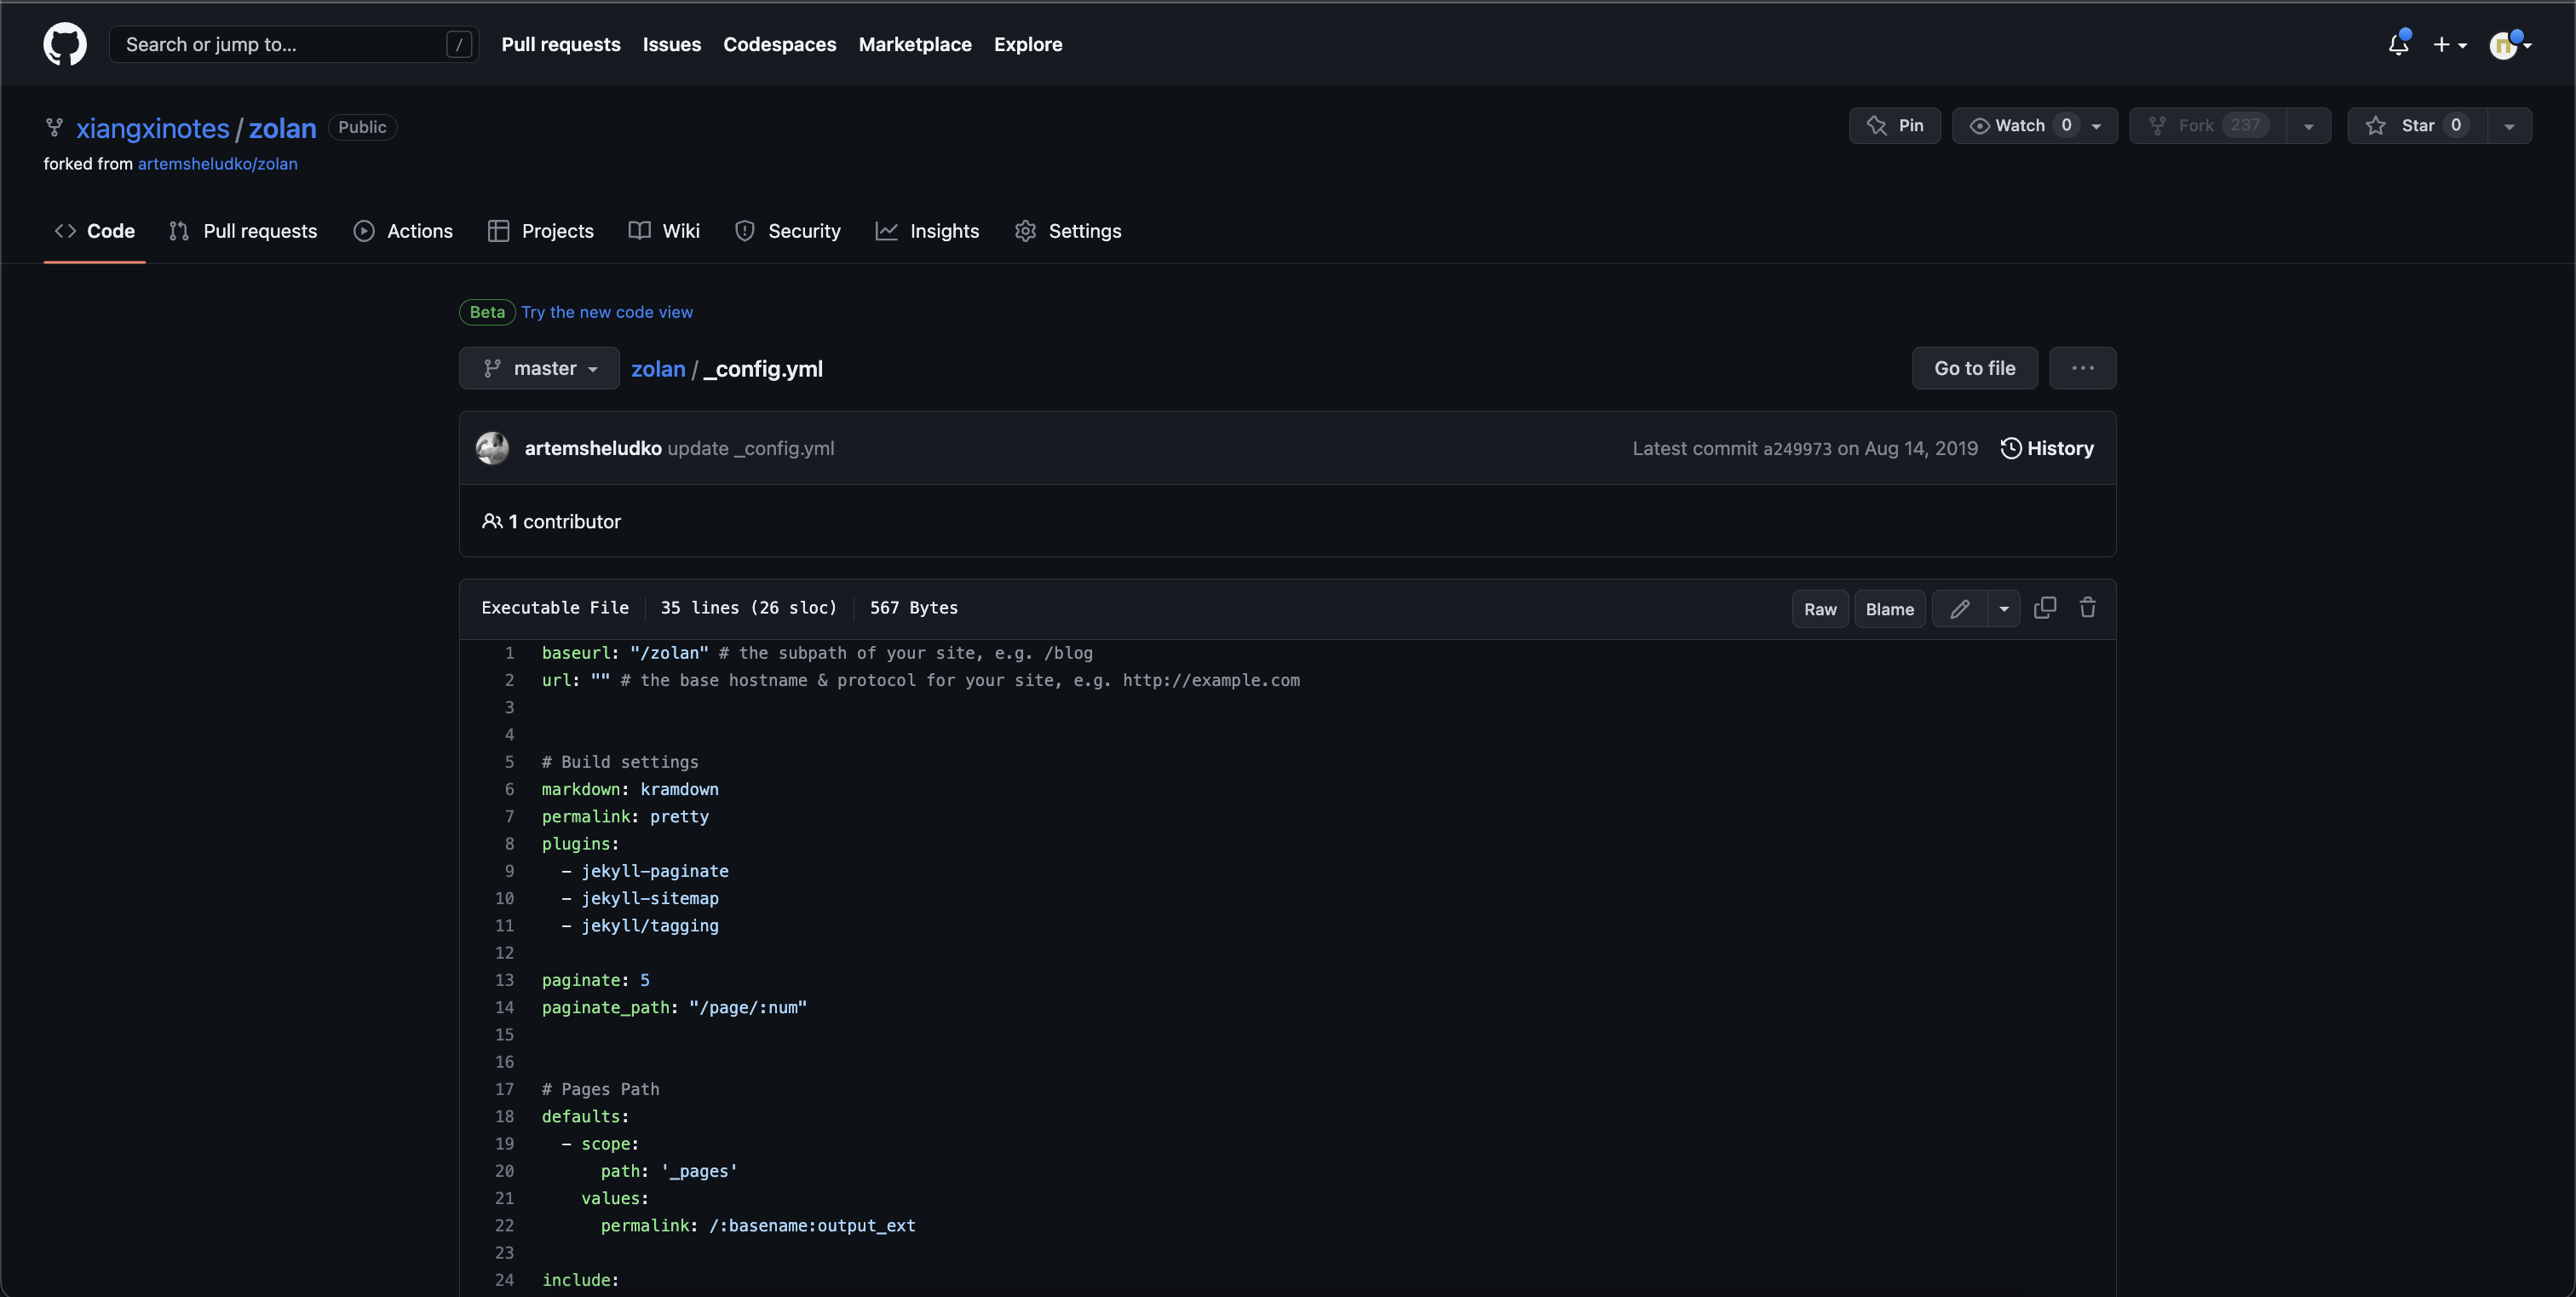 Search or jump to... /
Pull requests Issues Codespaces Marketplace Explore
xiangxinotes / zolan Public
Pin Watch 0 Fork 237 Star 0
forked from artemsheludko/zolan
Code Pull requests Actions Projects Wiki Security Insights Settings
Beta Try the new code view
master zolan / _config.yml Go to file ...
artemsheludko update _config.yml Latest commit a249973 on Aug 14, 2019 History
1 contributor
Executable File 35 lines (26 sloc) 567 Bytes Raw Blame
1 baseurl: "/zolan" # the subpath of your site, e.g. /blog
2 url: "" # the base hostname & protocol for your site, e.g. http://example.com
3
4
5 # Build settings
6 markdown: kramdown
7 permalink: pretty
8 plugins:
9   - jekyll-paginate
10   - jekyll-sitemap
11   - jekyll/tagging
12
13 paginate: 5
14 paginate_path: "/page/:num"
15
16
17 # Pages Path
18 defaults:
19   - scope:
20       path: '_pages'
21     values:
22       permalink: /:basename:output_ext
23
24 include: